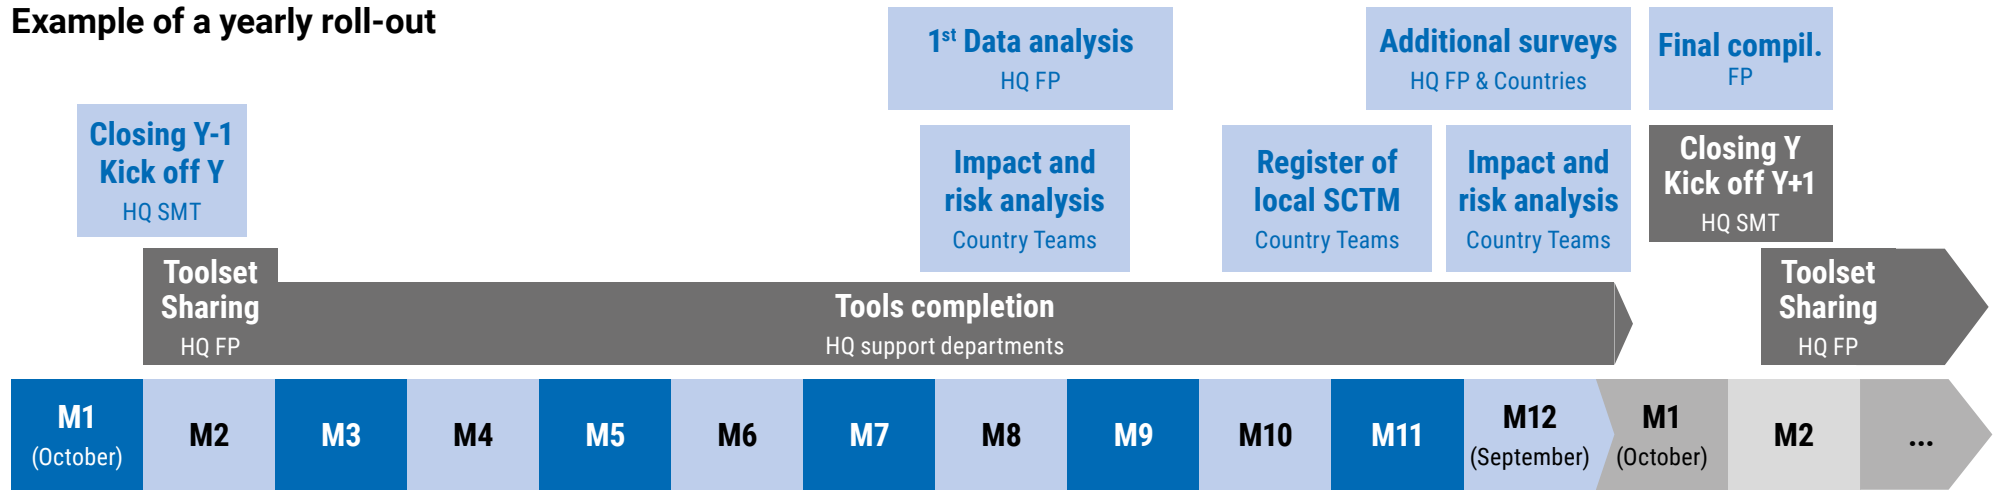 Example of a yearly roll-out
1st Data analysis
HQ FP
Additional surveys
HQ FP & Countries
Final compil.
FP
Closing Y-1
Kick off Y
HQ SMT
Impact and
risk analysis
Country Teams
Register of
local SCTM
Country Teams
Impact and
risk analysis
Country Teams
Closing Y
Kick off Y+1
HQ SMT
Toolset
Sharing
HQ FP
Tools completion
HQ support departments
Toolset
Sharing
HQ FP
M1
(October)
M2
M3
M4
M5
M6
M7
M8
M9
M10
M11
M12
(September)
M1
(October)
M2
...